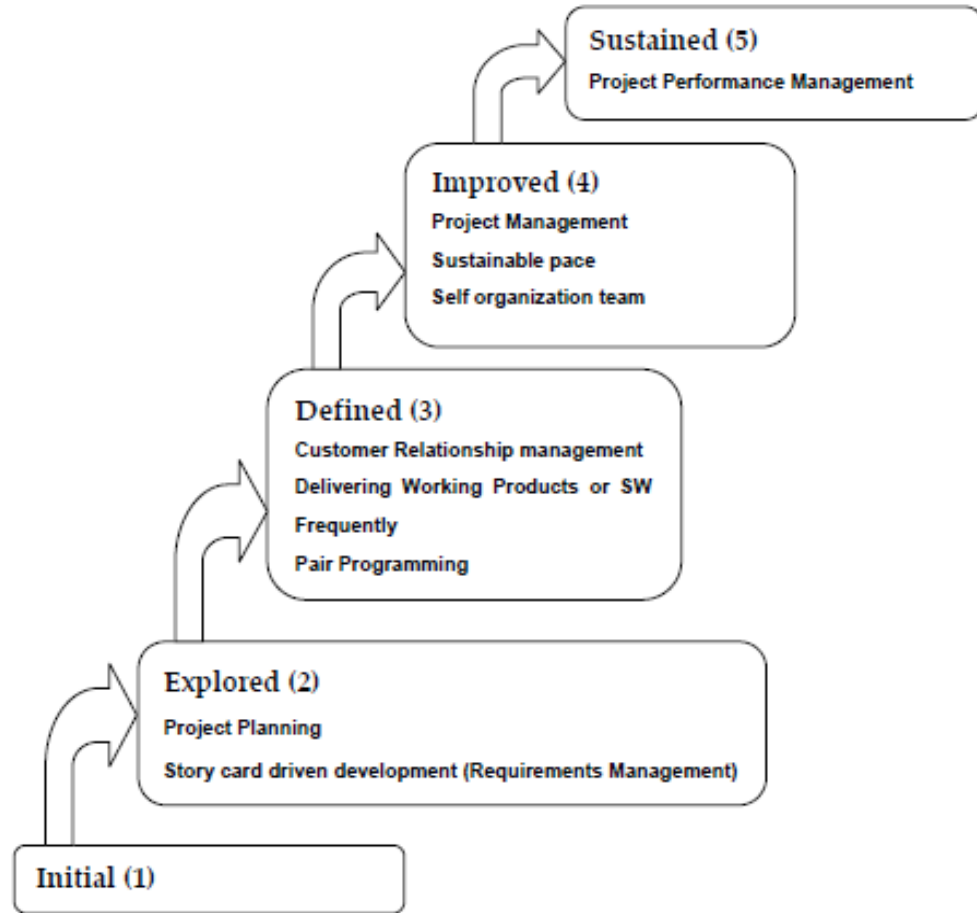 Sustained (5)
Project Performance Management
Improved (4)
Project Management
Sustainable pace
Self organization team
Defined (3)
Customer Relationship management
Delivering Working Products or SW
Frequently
Pair Programming
Explored (2)
Project Planning
Story card driven development (Requirements Management)
Initial (1)